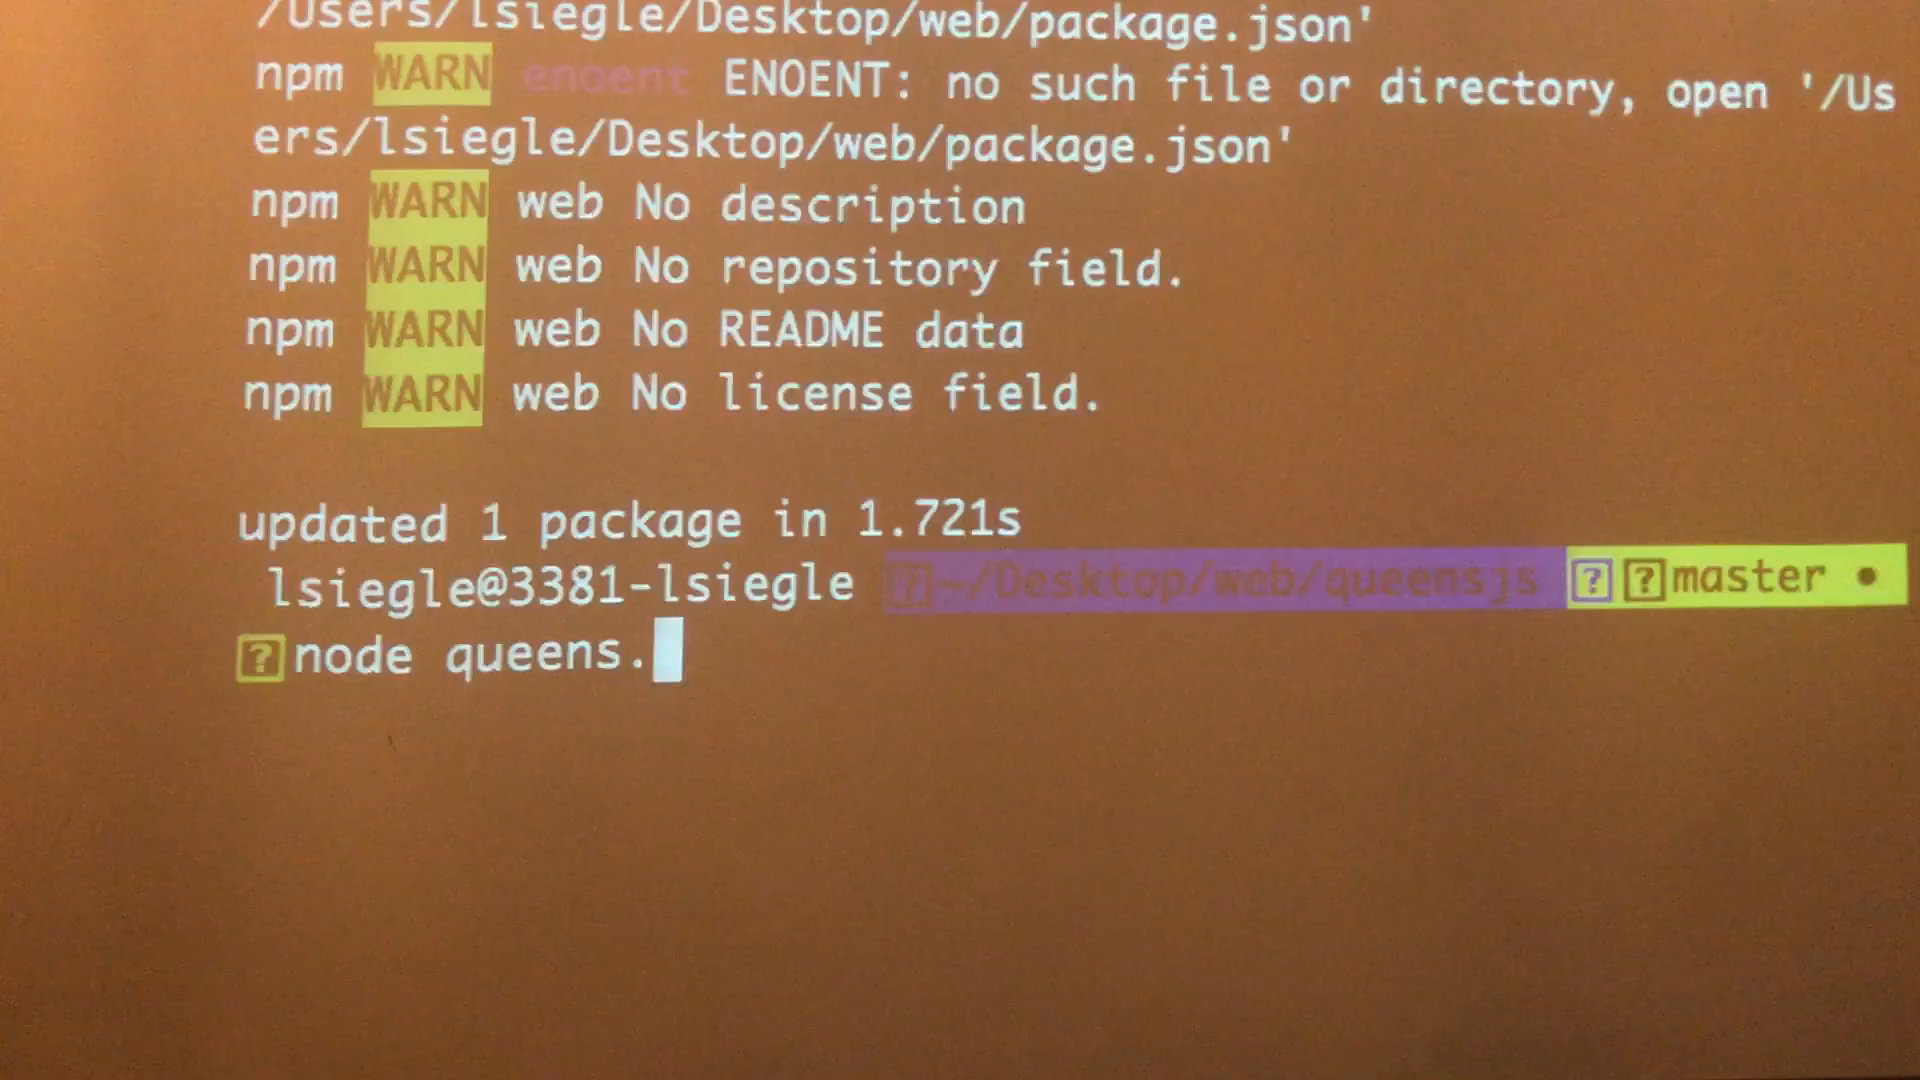 /Users/lsiegle/Desktop/web/package.json'
npm WARN enoent ENOENT: no such file or directory, open '/Us
ers/lsiegle/Desktop/web/package.json'
npm WARN web No description
npm WARN web No repository field.
npm WARN web No README data
npm WARN web No license field.
updated 1 package in 1.721s
lsiegle@3381-lsiegle ~/Desktop/web/queensjs master •
node queens.